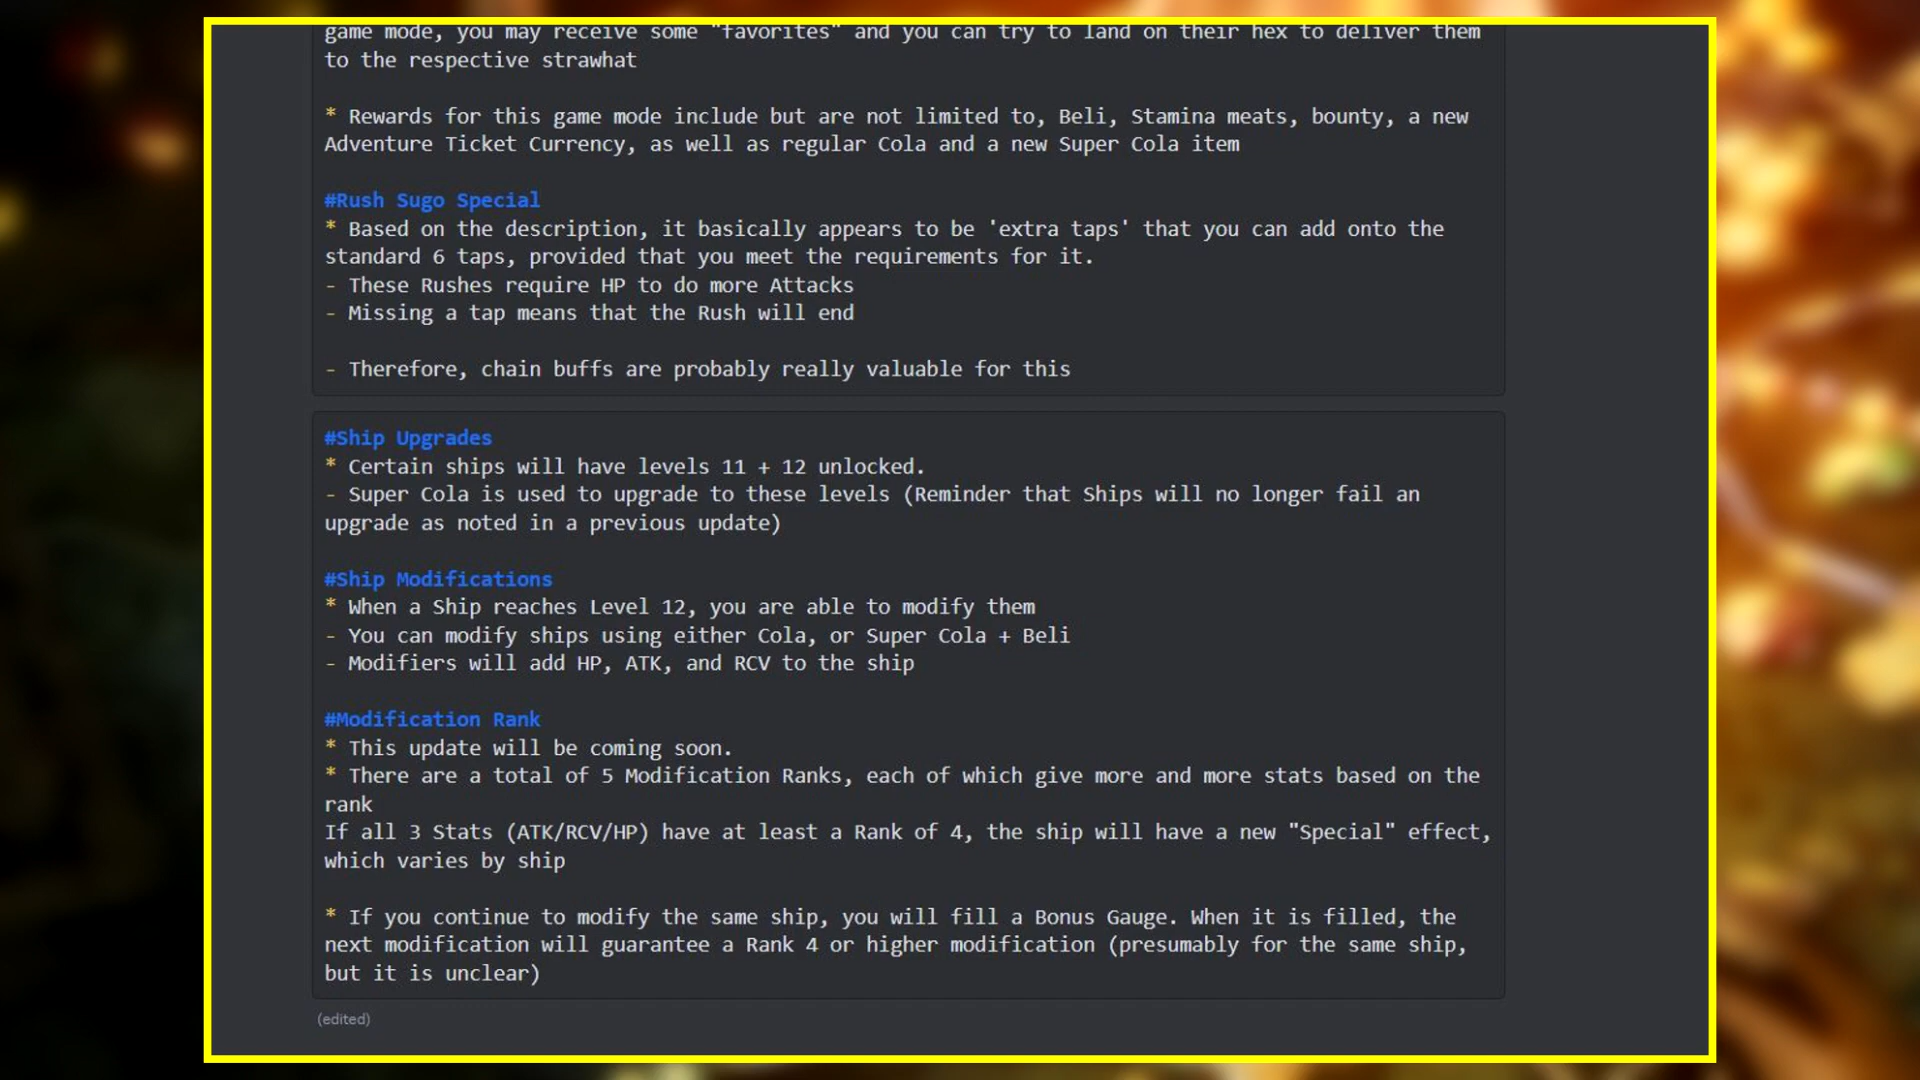 game mode, you may receive some "favorites" and you can try to land on their hex to deliver them
to the respective strawhat
* Rewards for this game mode include but are not limited to, Beli, Stamina meats, bounty, a new
Adventure Ticket Currency, as well as regular Cola and a new Super Cola item
#Rush Sugo Special
* Based on the description, it basically appears to be 'extra taps' that you can add onto the
standard 6 taps, provided that you meet the requirements for it.
- These Rushes require HP to do more Attacks
- Missing a tap means that the Rush will end
- Therefore, chain buffs are probably really valuable for this
#Ship Upgrades
* Certain ships will have levels 11 + 12 unlocked.
- Super Cola is used to upgrade to these levels (Reminder that Ships will no longer fail an
upgrade as noted in a previous update)
#Ship Modifications
* When a Ship reaches Level 12, you are able to modify them
- You can modify ships using either Cola, or Super Cola + Beli
- Modifiers will add HP, ATK, and RCV to the ship
#Modification Rank
* This update will be coming soon.
* There are a total of 5 Modification Ranks, each of which give more and more stats based on the
rank
If all 3 Stats (ATK/RCV/HP) have at least a Rank of 4, the ship will have a new "Special" effect,
which varies by ship
* If you continue to modify the same ship, you will fill a Bonus Gauge. When it is filled, the
next modification will guarantee a Rank 4 or higher modification (presumably for the same ship,
but it is unclear)
(edited)